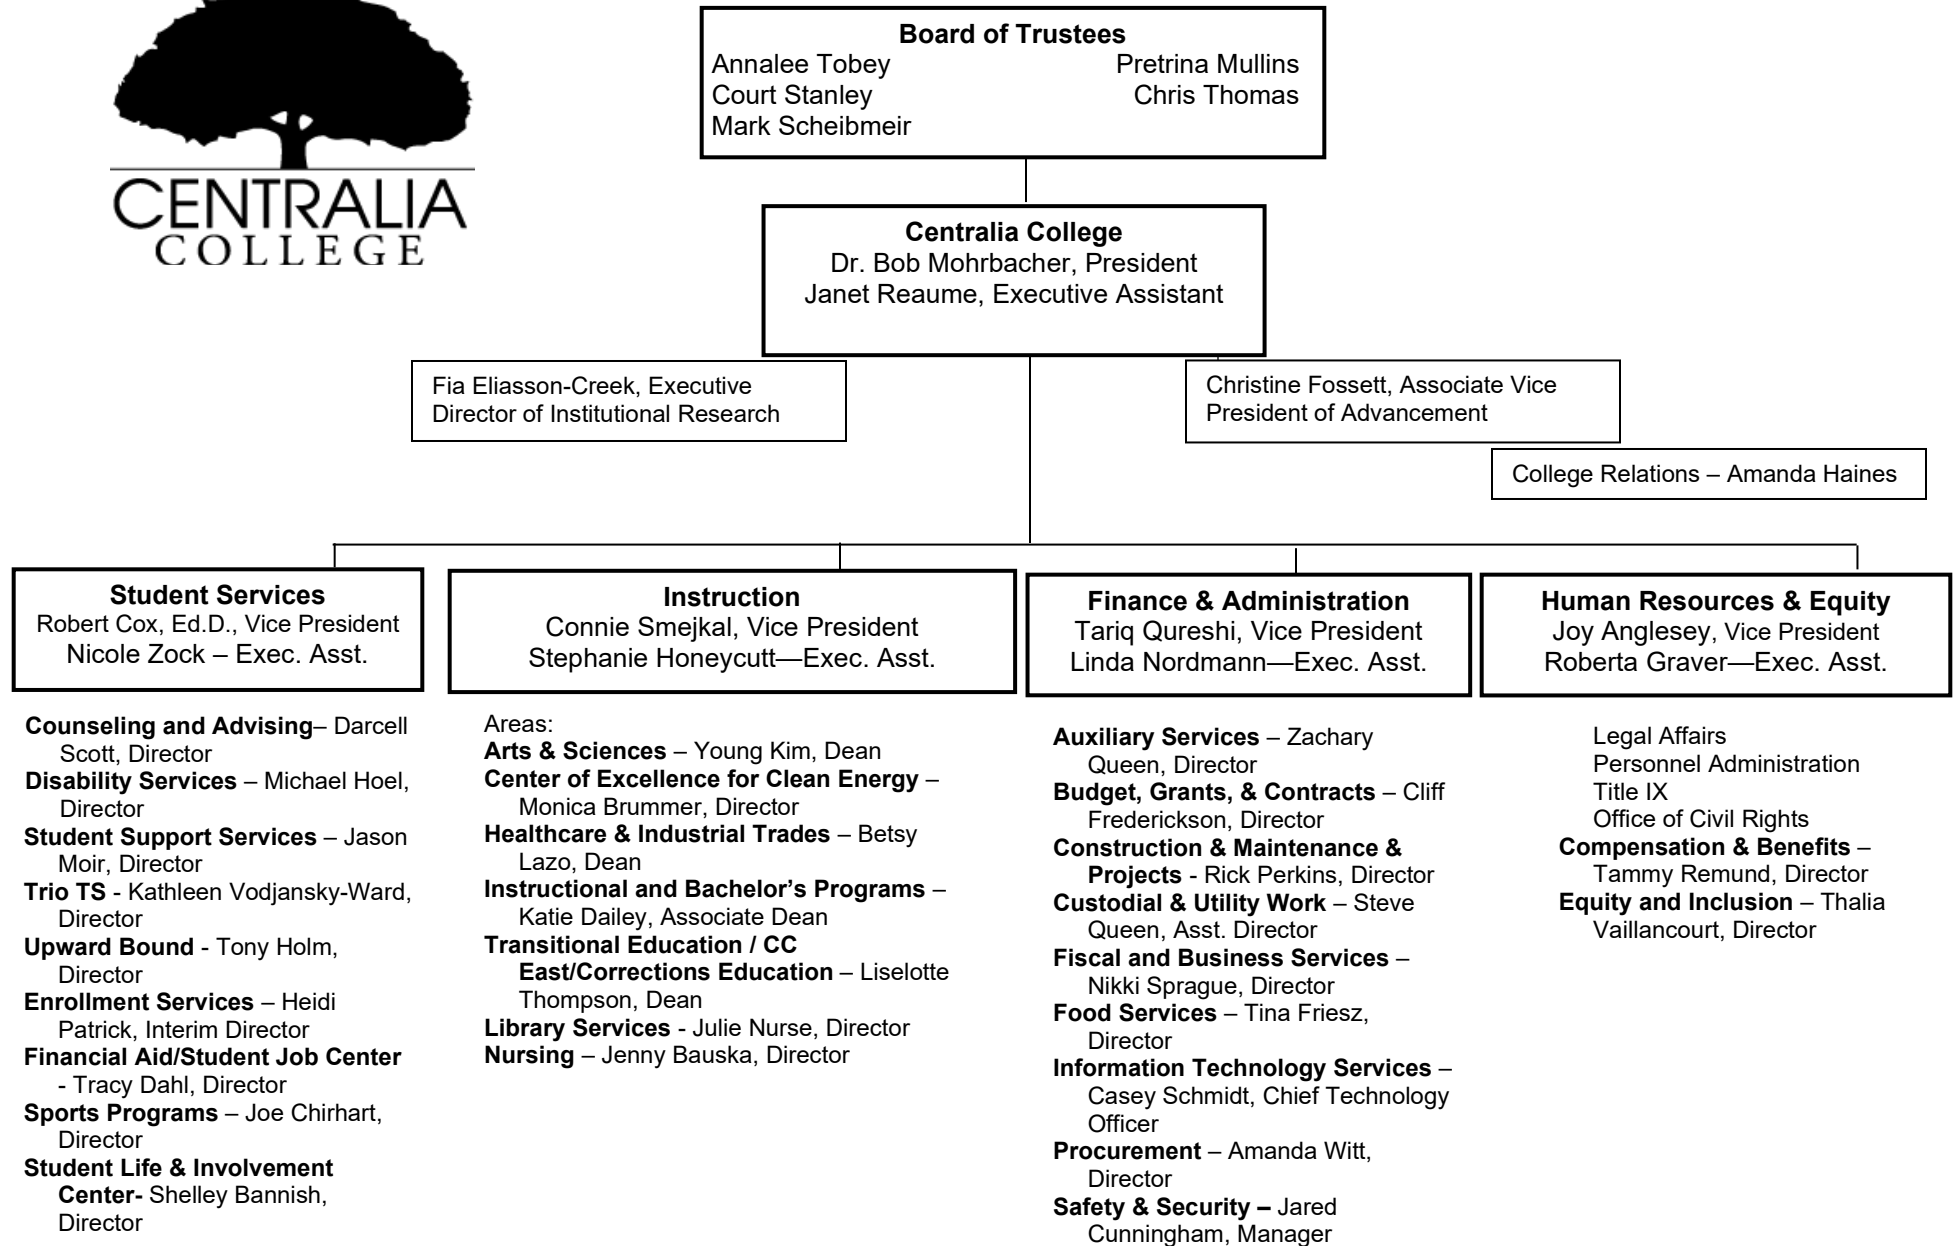 CENTRALIA
COLLEGE
Board of Trustees
Annalee Tobey Pretrina Mullins
Court Stanley Chris Thomas
Mark Scheibmeir
Centralia College
Dr. Bob Mohrbacher, President
Janet Reaume, Executive Assistant
Fia Eliasson-Creek, Executive
Director of Institutional Research
Christine Fossett, Associate Vice
President of Advancement
College Relations – Amanda Haines
Student Services
Robert Cox, Ed.D., Vice President
Nicole Zock – Exec. Asst.
Counseling and Advising– Darcell
Scott, Director
Disability Services – Michael Hoel,
Director
Student Support Services – Jason
Moir, Director
Trio TS - Kathleen Vodjansky-Ward,
Director
Upward Bound - Tony Holm,
Director
Enrollment Services – Heidi
Patrick, Interim Director
Financial Aid/Student Job Center
- Tracy Dahl, Director
Sports Programs – Joe Chirhart,
Director
Student Life & Involvement
Center- Shelley Bannish,
Director
Instruction
Connie Smejkal, Vice President
Stephanie Honeycutt—Exec. Asst.
Areas:
Arts & Sciences – Young Kim, Dean
Center of Excellence for Clean Energy –
Monica Brummer, Director
Healthcare & Industrial Trades – Betsy
Lazo, Dean
Instructional and Bachelor’s Programs –
Katie Dailey, Associate Dean
Transitional Education / CC
East/Corrections Education – Liselotte
Thompson, Dean
Library Services - Julie Nurse, Director
Nursing – Jenny Bauska, Director
Finance & Administration
Tariq Qureshi, Vice President
Linda Nordmann—Exec. Asst.
Auxiliary Services – Zachary
Queen, Director
Budget, Grants, & Contracts – Cliff
Frederickson, Director
Construction & Maintenance &
Projects - Rick Perkins, Director
Custodial & Utility Work – Steve
Queen, Asst. Director
Fiscal and Business Services –
Nikki Sprague, Director
Food Services – Tina Friesz,
Director
Information Technology Services –
Casey Schmidt, Chief Technology
Officer
Procurement – Amanda Witt,
Director
Safety & Security – Jared
Cunningham, Manager
Human Resources & Equity
Joy Anglesey, Vice President
Roberta Graver—Exec. Asst.
Legal Affairs
Personnel Administration
Title IX
Office of Civil Rights
Compensation & Benefits –
Tammy Remund, Director
Equity and Inclusion – Thalia
Vaillancourt, Director